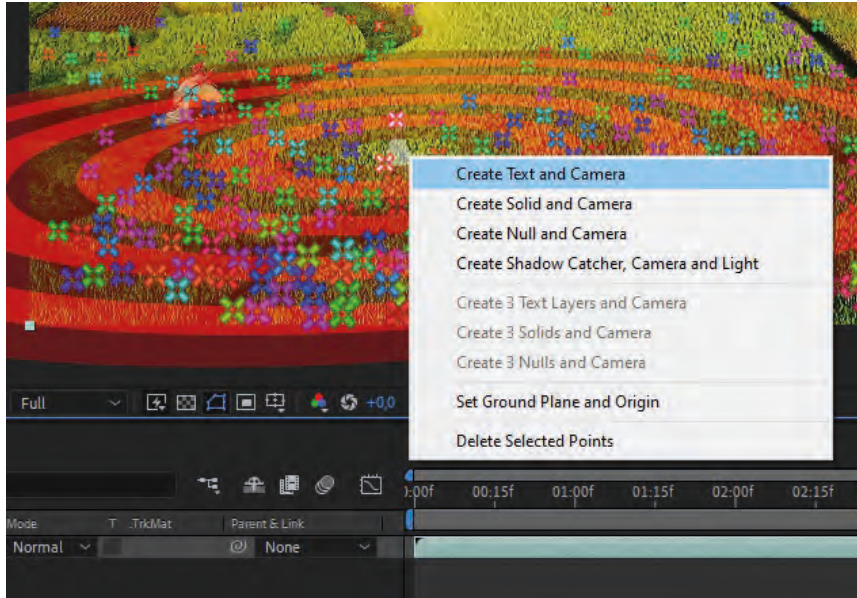 Create Text and Camera
Create Solid and Camera
Create Null and Camera
Create Shadow Catcher, Camera and Light
Create 3 Text Layers and Camera
Create 3 Solids and Camera
Create 3 Nulls and Camera
Set Ground Plane and Origin
Delete Selected Points
Full +0,0
):00f 00:15f 01:00f 01:15f 02:00f 02:15f
Mode T .TrkMat Parent & Link
Normal None